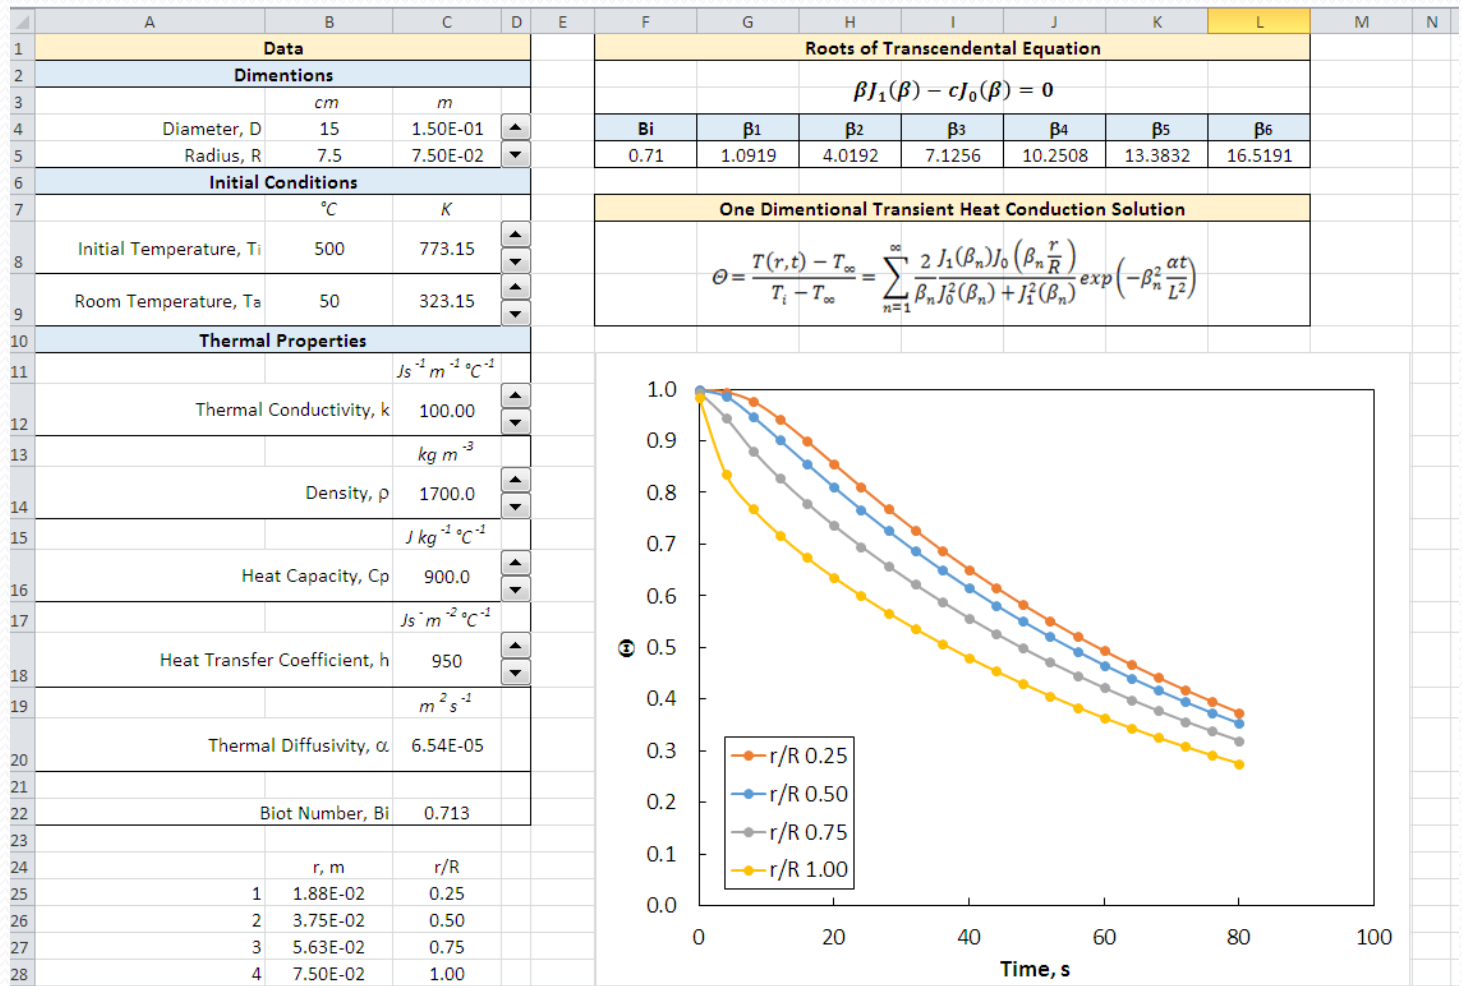 A B C D E F G H I J K L M N
1 Data Roots of Transcendental Equation
2 Dimentions
3 cm m βJ₁(β) − cJ₀(β) = 0
4 Diameter, D 15 1.50E-01 Bi β1 β2 β3 β4 β5 β6
5 Radius, R 7.5 7.50E-02 0.71 1.0919 4.0192 7.1256 10.2508 13.3832 16.5191
6 Initial Conditions
7 °C K One Dimentional Transient Heat Conduction Solution
8 Initial Temperature, Ti 500 773.15
Θ = T(r,t) − T∞ / Ti − T∞ = ∑ n=1 ∞ 2 / βn J₁(βn)J₀(βn r/R) / J₀²(βn) + J₁²(βn) exp(−βn² αt/L²)
9 Room Temperature, Ta 50 323.15
10 Thermal Properties
11 Js⁻¹ m⁻¹ °C⁻¹
12 Thermal Conductivity, k 100.00
13 kg m⁻³
14 Density, ρ 1700.0
15 J kg⁻¹ °C⁻¹
16 Heat Capacity, Cp 900.0
17 Js⁻ m⁻² °C⁻¹
18 Heat Transfer Coefficient, h 950
19 m² s⁻¹
20 Thermal Diffusivity, α 6.54E-05
21
22 Biot Number, Bi 0.713
23
24 r, m r/R
25 1 1.88E-02 0.25
26 2 3.75E-02 0.50
27 3 5.63E-02 0.75
28 4 7.50E-02 1.00
1.0
0.9
0.8
0.7
0.6
Θ 0.5
0.4
0.3
0.2
0.1
0.0
r/R 0.25
r/R 0.50
r/R 0.75
r/R 1.00
0 20 40 60 80 100
Time, s